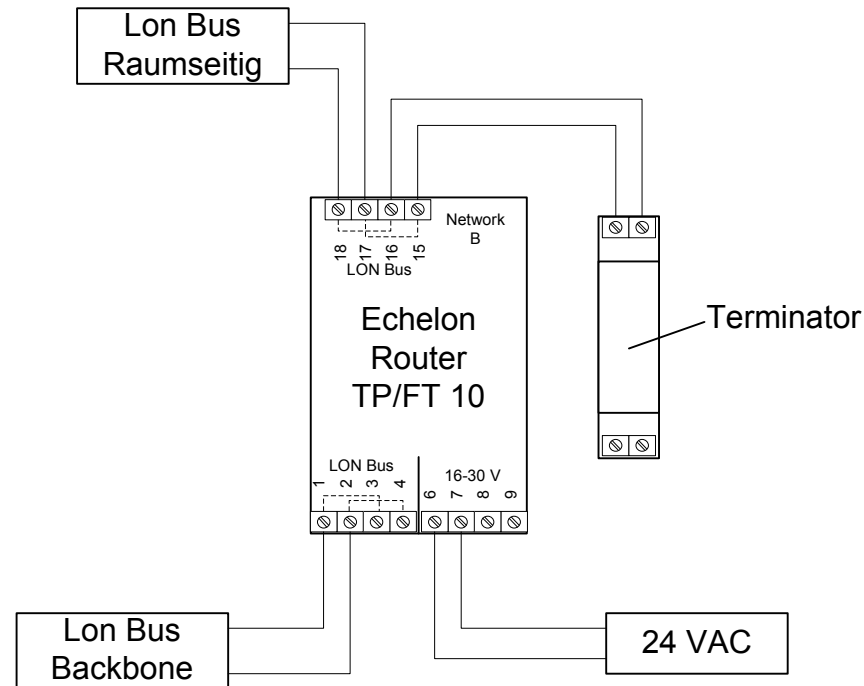 Lon Bus
Raumseitig
Network
B
18 17 16 15
LON Bus
Echelon
Router
TP/FT 10
Terminator
LON Bus
1 2 3 4
16-30 V
6 7 8 9
Lon Bus
Backbone
24 VAC